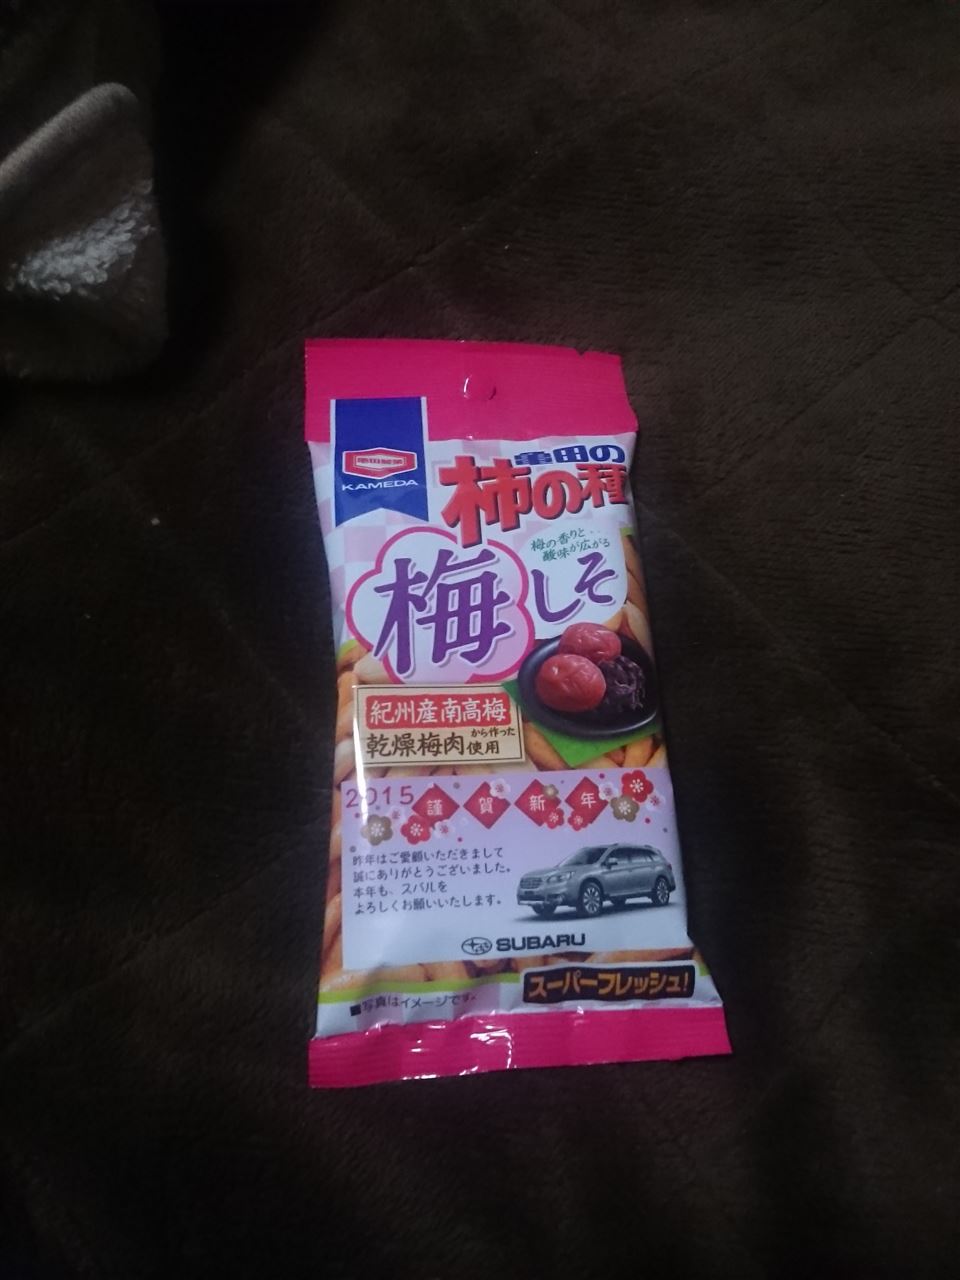 亀田製菓
KAMEDA
亀田の
柿の種
梅の香りと
酸味が広がる
梅しそ
紀州産南高梅
から作った
乾燥梅肉使用
2015 謹賀新年
昨年はご愛顧いただきまして
誠にありがとうございました。
本年も、スバルを
よろしくお願いいたします。
SUBARU
スーパーフレッシュ!
■写真はイメージです。